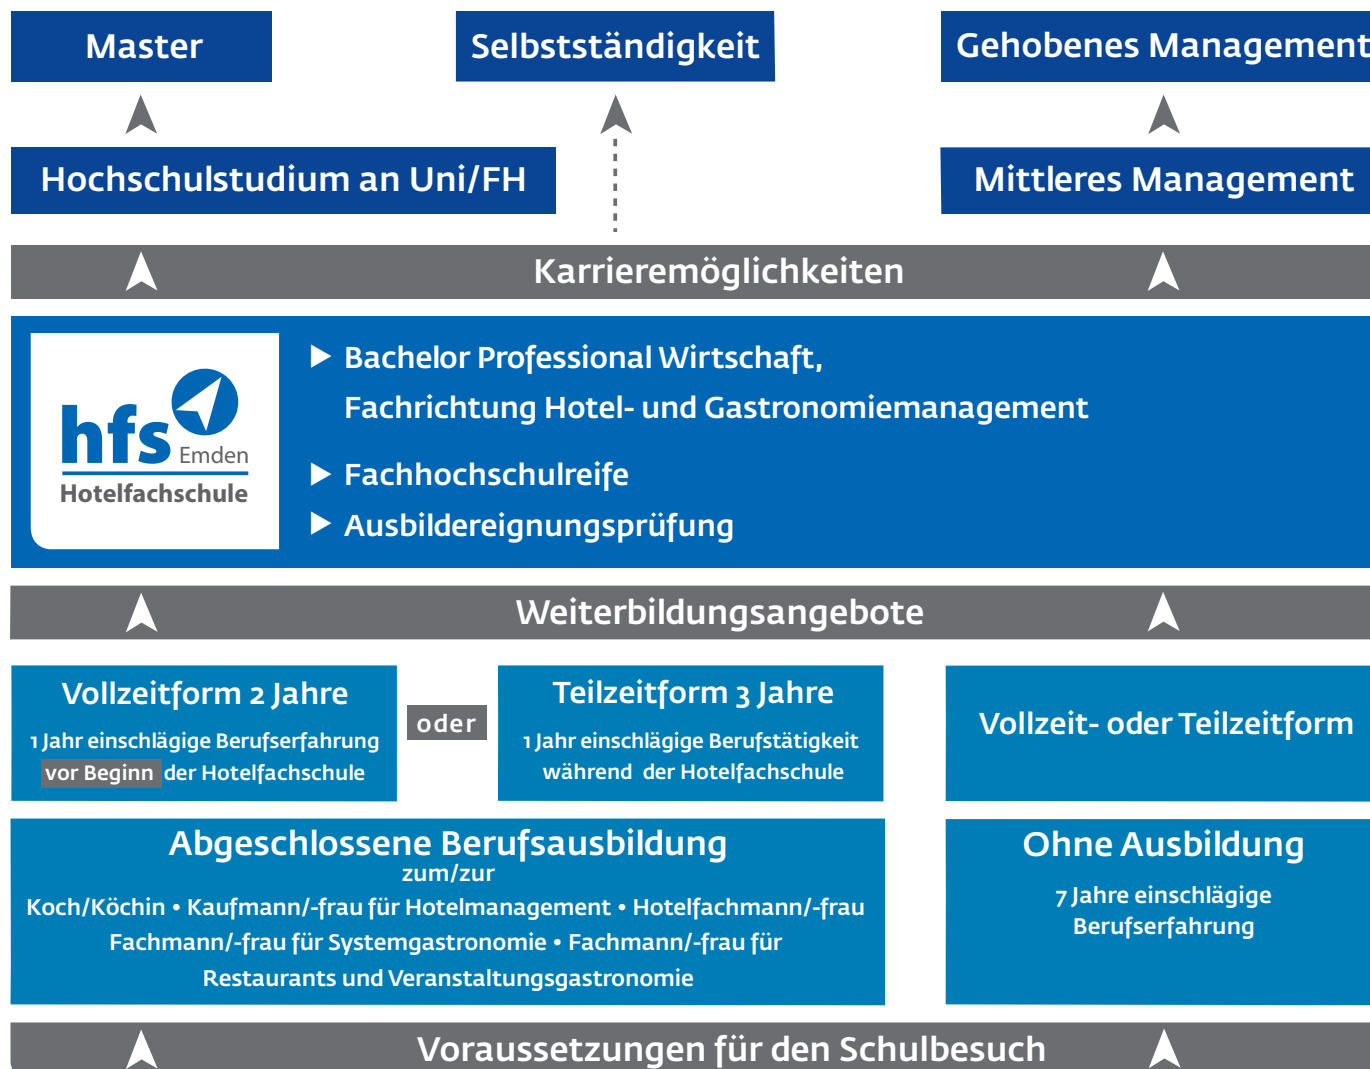 Master
Selbstständigkeit
Gehobenes Management
Hochschulstudium an Uni/FH
Mittleres Management
Karrieremöglichkeiten
hfs
Emden
Hotelfachschule
Bachelor Professional Wirtschaft,
Fachrichtung Hotel- und Gastronomiemanagement
Fachhochschulreife
Ausbildereignungsprüfung
Weiterbildungsangebote
Vollzeitform 2 Jahre
1 Jahr einschlägige Berufserfahrung
vor Beginn der Hotelfachschule
oder
Teilzeitform 3 Jahre
1 Jahr einschlägige Berufstätigkeit
während der Hotelfachschule
Vollzeit- oder Teilzeitform
Abgeschlossene Berufsausbildung
zum/zur
Koch/Köchin • Kaufmann/-frau für Hotelmanagement • Hotelfachmann/-frau
Fachmann/-frau für Systemgastronomie • Fachmann/-frau für
Restaurants und Veranstaltungsgastronomie
Ohne Ausbildung
7 Jahre einschlägige
Berufserfahrung
Voraussetzungen für den Schulbesuch